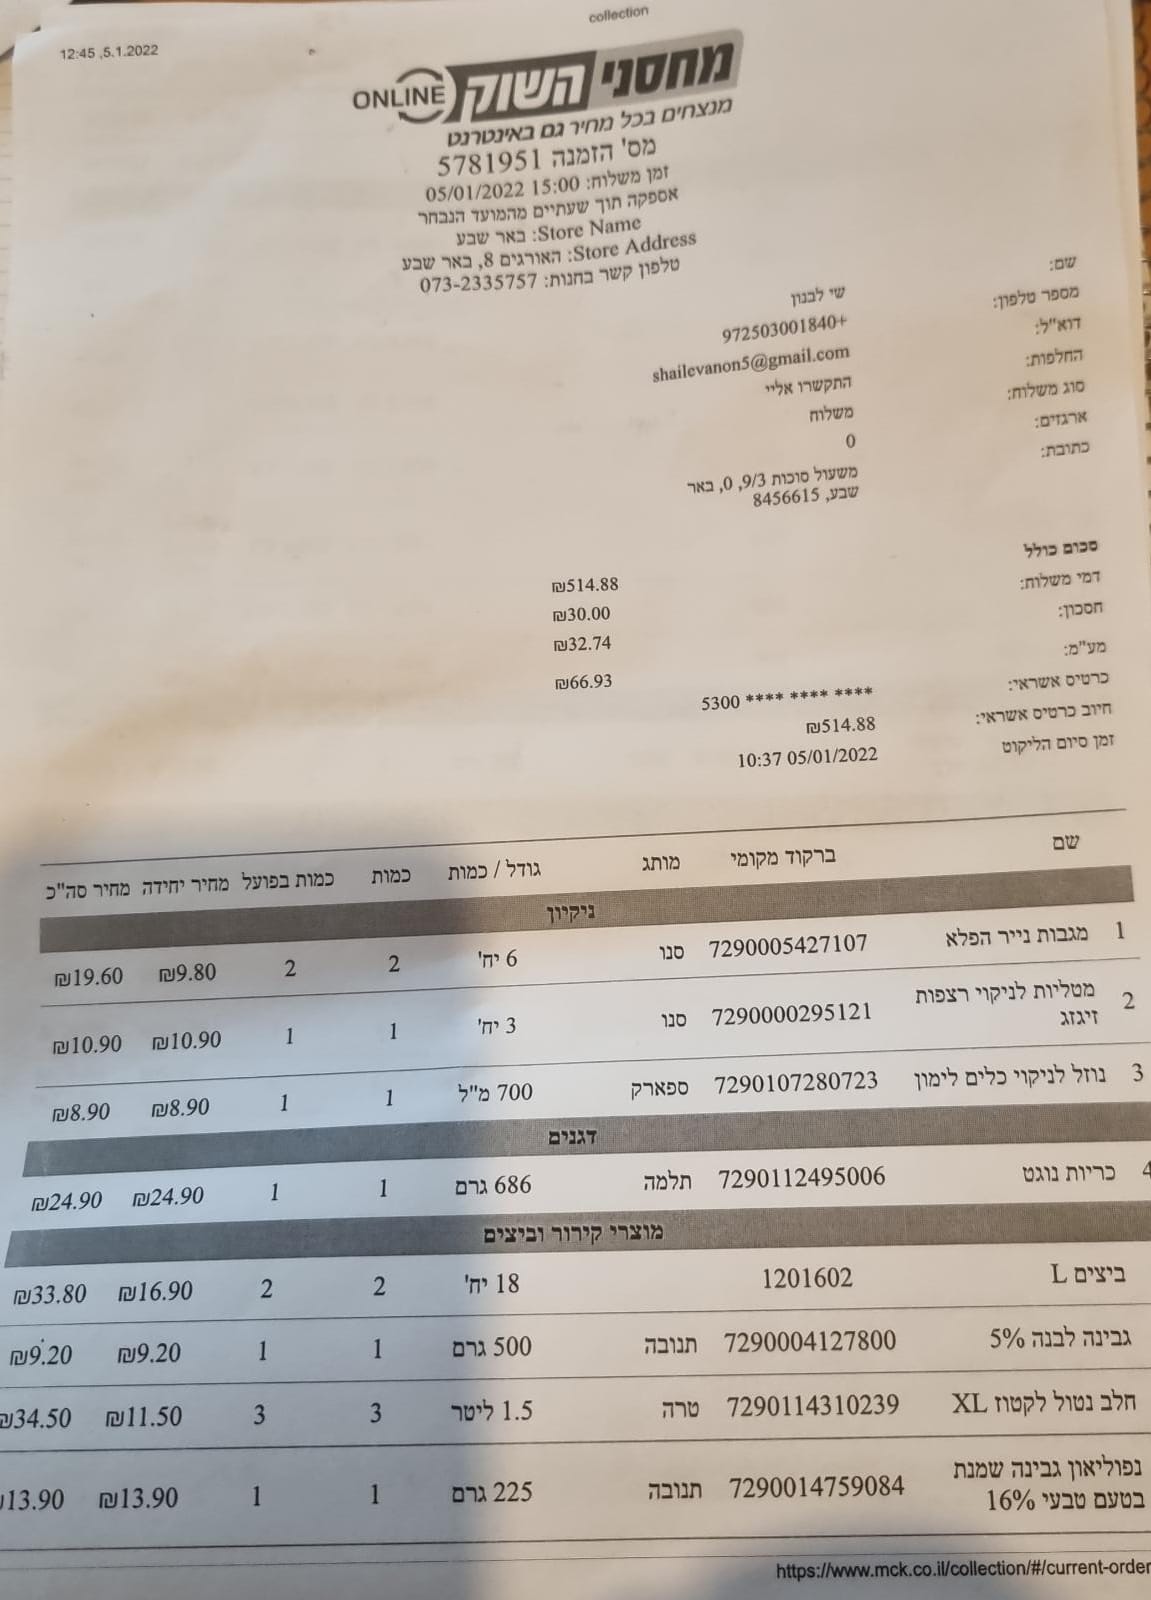 collection
12:45 ,5.1.2022
מחסני השוק ONLINE
מנצחים בכל מחיר גם באינטרנט
מס' הזמנה 5781951
זמן משלוח: 15:00 05/01/2022
אספקה תוך שעתיים מהמועד הנבחר
Store Name: באר שבע
Store Address: האורגים 8, באר שבע
טלפון קשר בחנות: 073-2335757
שם: שי לבנון
מספר טלפון: +972503001840
דוא"ל: shailevanon5@gmail.com
החלפות: התקשרו אליי
סוג משלוח: משלוח
ארגזים: 0
כתובת: משעול סוכות 9/3, 0, באר
שבע, 8456615
סכום כולל ₪514.88
דמי משלוח: ₪30.00
חסכון: ₪32.74
מע"מ: ₪66.93
כרטיס אשראי: **** **** **** 5300
חיוב כרטיס אשראי: ₪514.88
זמן סיום הליקוט 10:37 05/01/2022
שם ברקוד מקומי מותג גודל / כמות כמות כמות בפועל מחיר יחידה מחיר סה"כ
ניקיון
1 מגבות נייר הפלא 7290005427107 סנו 6 יח' 2 2 ₪9.80 ₪19.60
2 מטליות לניקוי רצפות 7290000295121 סנו 3 יח' 1 1 ₪10.90 ₪10.90
זיגזג
3 נוזל לניקוי כלים לימון 7290107280723 ספארק 700 מ"ל 1 1 ₪8.90 ₪8.90
דגנים
4 כריות נוגט 7290112495006 תלמה 686 גרם 1 1 ₪24.90 ₪24.90
מוצרי קירור וביצים
ביצים L 1201602 18 יח' 2 2 ₪16.90 ₪33.80
גבינה לבנה 5% 7290004127800 תנובה 500 גרם 1 1 ₪9.20 ₪9.20
חלב נטול לקטוז XL 7290114310239 טרה 1.5 ליטר 3 3 ₪11.50 ₪34.50
נפוליאון גבינה שמנת 7290014759084 תנובה 225 גרם 1 1 ₪13.90 ₪13.90
בטעם טבעי 16%
https://www.mck.co.il/collection/#/current-order